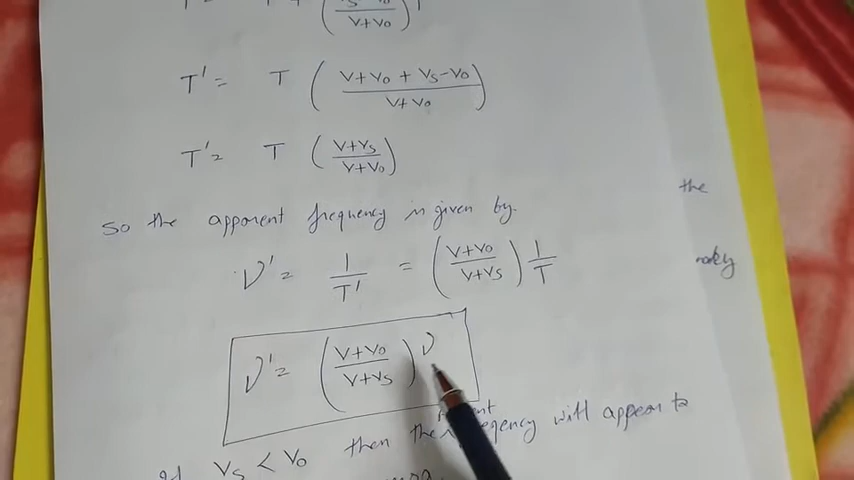 T' = T ( (V+V₀ + Vs-V₀) / (V+V₀) )
T' = T ( (V+Vs) / (V+V₀) )
So the apparent frequency is given by.
the
ν' = 1/T' = ( (V+V₀) / (V+Vs) ) 1/T
ν' = ( (V+V₀) / (V+Vs) ) ν
If Vs < V₀ then the frequency will appear to